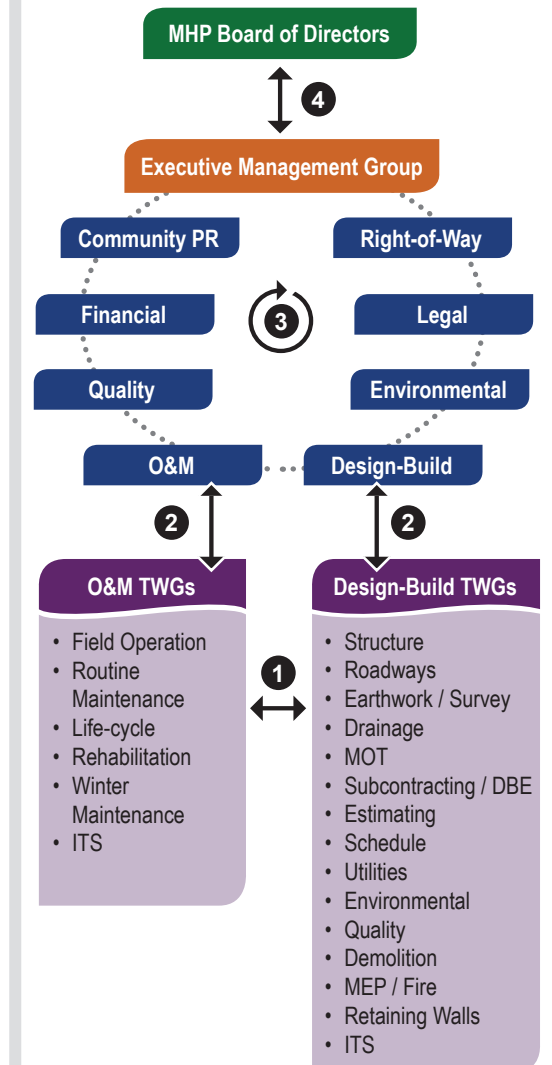 MHP Board of Directors
4
Executive Management Group
Community PR
Right-of-Way
Financial
3
Legal
Quality
Environmental
O&M
Design-Build
2
2
O&M TWGs
• Field Operation
• Routine
Maintenance
• Life-cycle
• Rehabilitation
• Winter
Maintenance
• ITS
1
Design-Build TWGs
• Structure
• Roadways
• Earthwork / Survey
• Drainage
• MOT
• Subcontracting / DBE
• Estimating
• Schedule
• Utilities
• Environmental
• Quality
• Demolition
• MEP / Fire
• Retaining Walls
• ITS